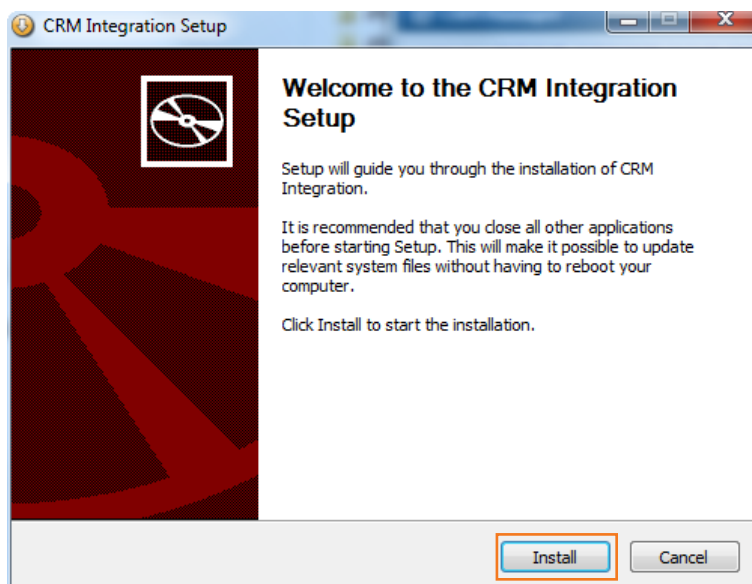 CRM Integration Setup
Welcome to the CRM Integration
Setup
Setup will guide you through the installation of CRM
Integration.
It is recommended that you close all other applications
before starting Setup. This will make it possible to update
relevant system files without having to reboot your
computer.
Click Install to start the installation.
Install
Cancel